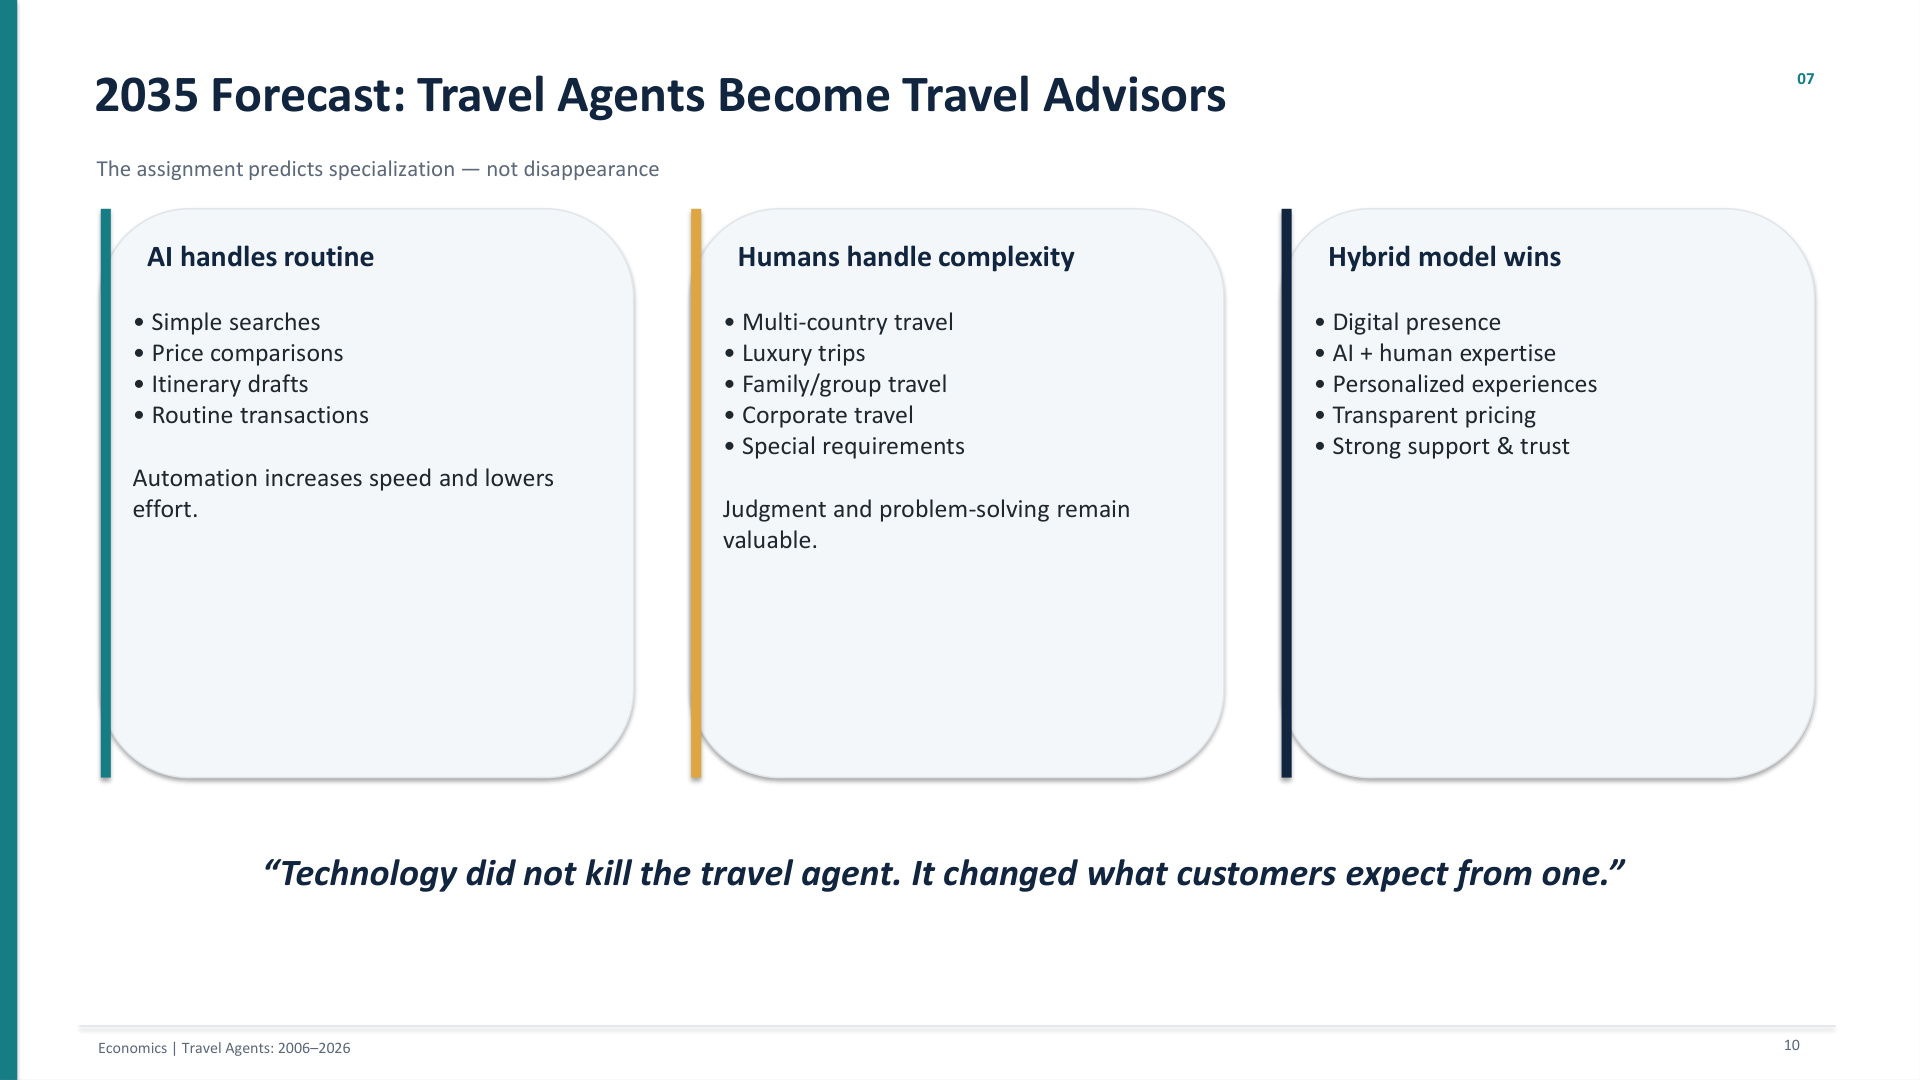 2035 Forecast: Travel Agents Become Travel Advisors
07
The assignment predicts specialization — not disappearance
AI handles routine
• Simple searches
• Price comparisons
• Itinerary drafts
• Routine transactions
Automation increases speed and lowers
effort.
Humans handle complexity
• Multi-country travel
• Luxury trips
• Family/group travel
• Corporate travel
• Special requirements
Judgment and problem-solving remain
valuable.
Hybrid model wins
• Digital presence
• AI + human expertise
• Personalized experiences
• Transparent pricing
• Strong support & trust
“Technology did not kill the travel agent. It changed what customers expect from one.”
Economics | Travel Agents: 2006–2026
10